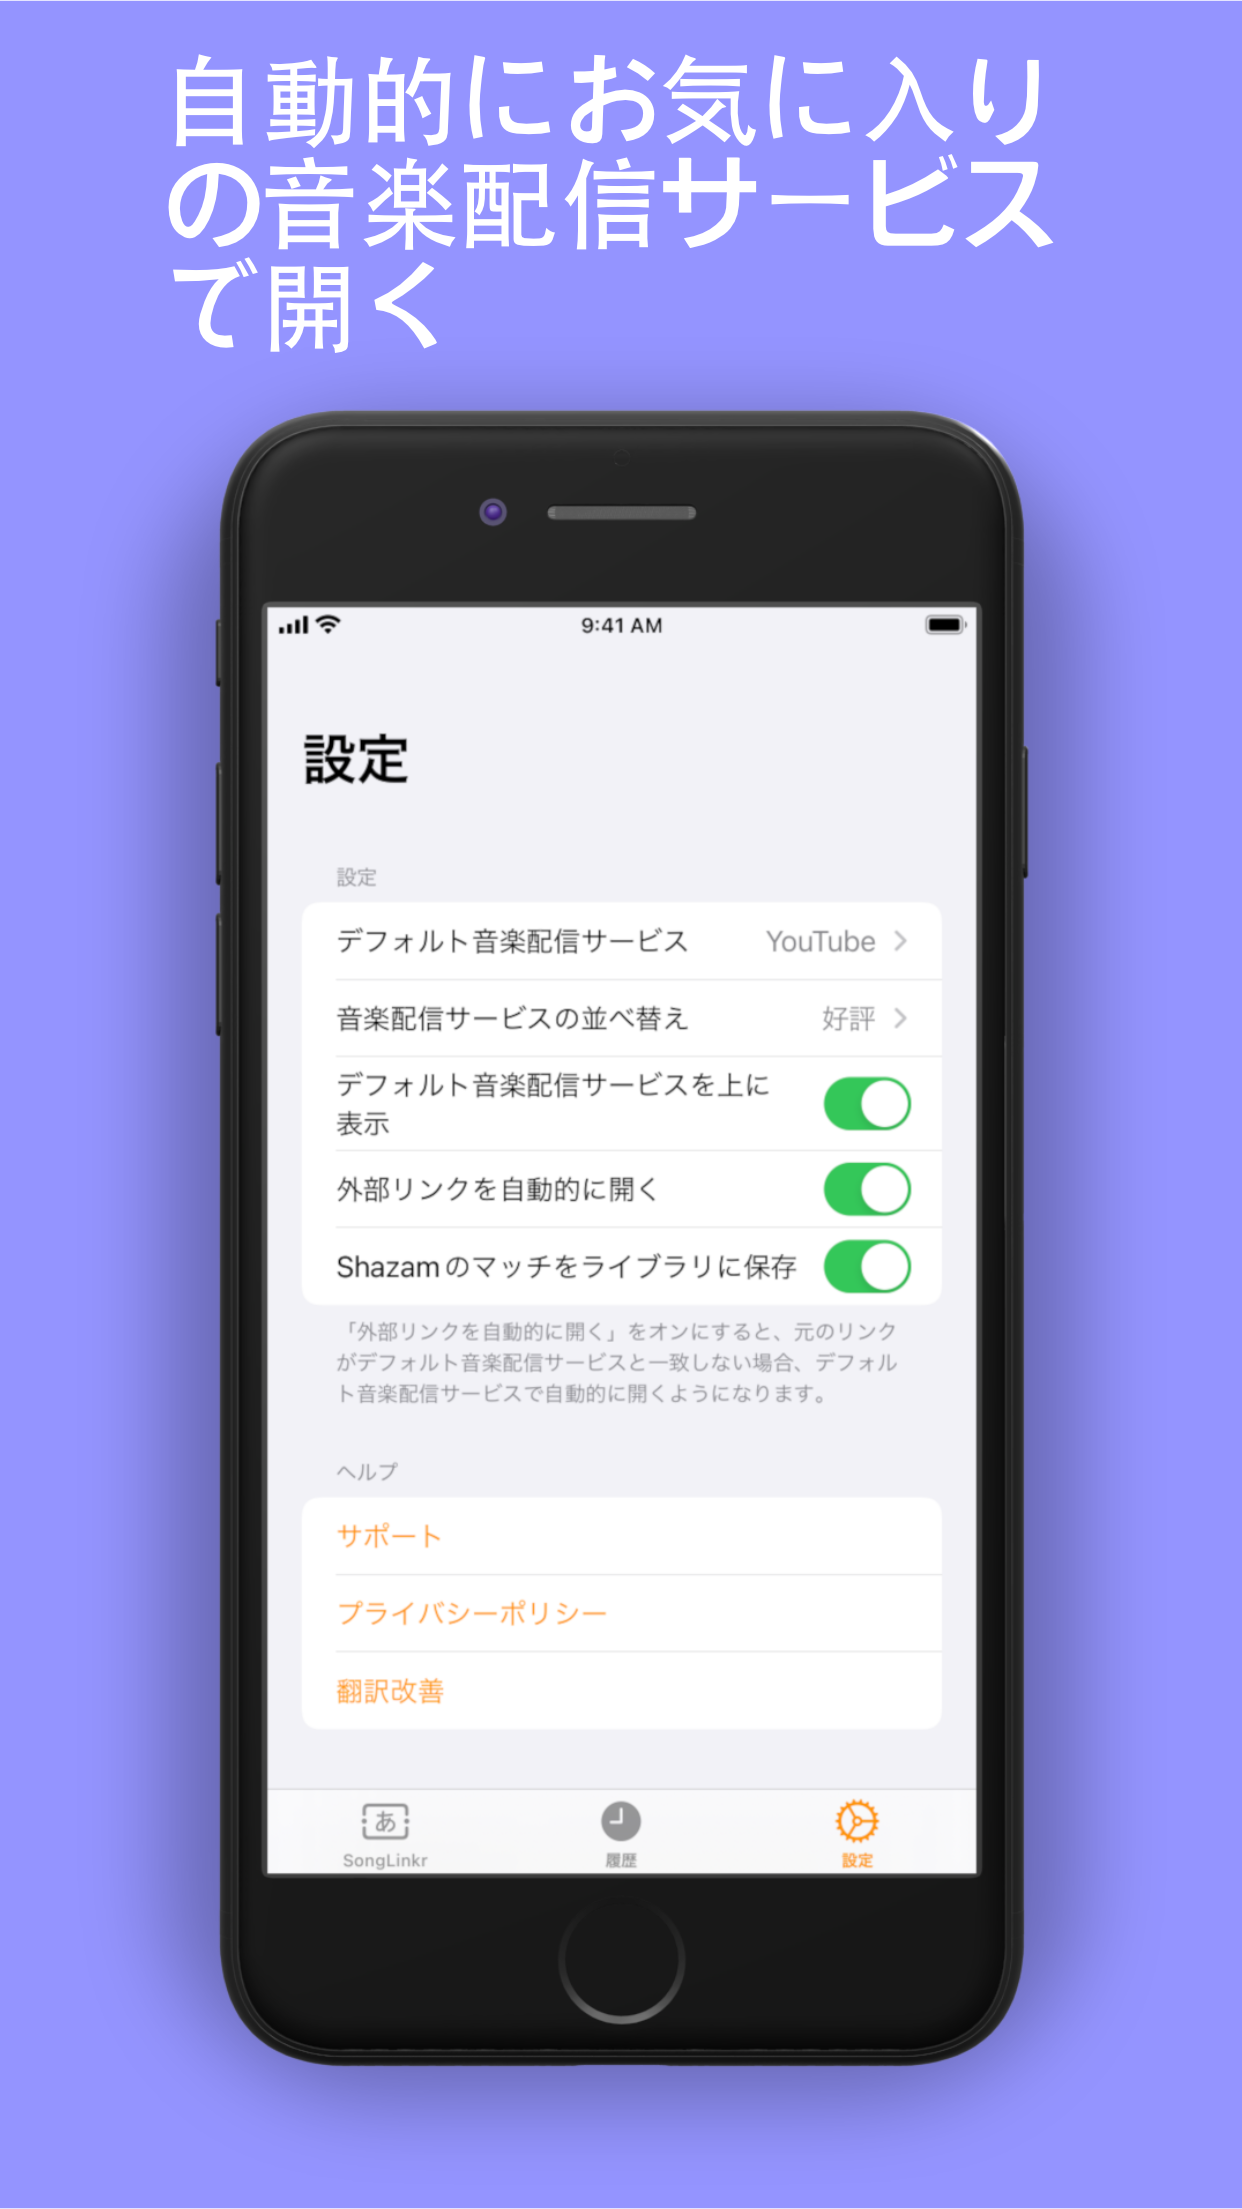 自動的にお気に入り
の音楽配信サービス
で開く
9:41 AM
設定
設定
デフォルト音楽配信サービス YouTube
音楽配信サービスの並べ替え 好評
デフォルト音楽配信サービスを上に
表示
外部リンクを自動的に開く
Shazamのマッチをライブラリに保存
「外部リンクを自動的に開く」をオンにすると、元のリンク
がデフォルト音楽配信サービスと一致しない場合、デフォル
ト音楽配信サービスで自動的に開くようになります。
ヘルプ
サポート
プライバシーポリシー
翻訳改善
あ
SongLinkr 履歴 設定